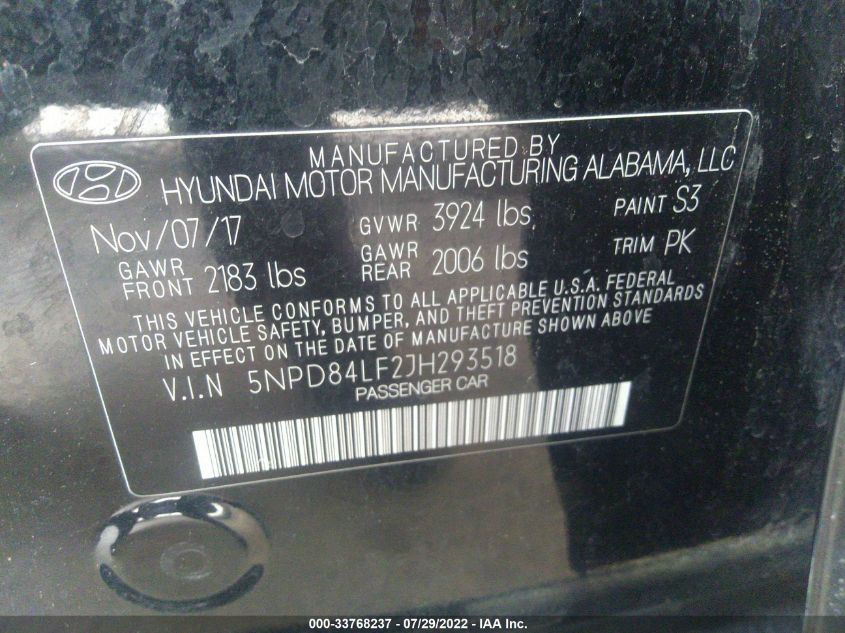 MANUFACTURED BY
HYUNDAI MOTOR MANUFACTURING ALABAMA, LLC
Nov/07/17 GVWR 3924 lbs PAINT S3
GAWR FRONT 2183 lbs GAWR REAR 2006 lbs TRIM PK
THIS VEHICLE CONFORMS TO ALL APPLICABLE U.S.A. FEDERAL
MOTOR VEHICLE SAFETY, BUMPER, AND THEFT PREVENTION STANDARDS
IN EFFECT ON THE DATE OF MANUFACTURE SHOWN ABOVE
V.I.N 5NPD84LF2JH293518
PASSENGER CAR
000-33768237 - 07/29/2022 - IAA Inc.